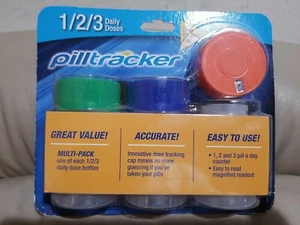 1/2/3 Daily
Doses
pilltracker
GREAT VALUE!
MULTI-PACK
one of each 1/2/3
daily dose bottles
ACCURATE!
Innovative dose tracking
cap means no more
guessing if you've
taken your pills
EASY TO USE!
• 1, 2 and 3 pill a day
counter
• Easy to read
magnified readout